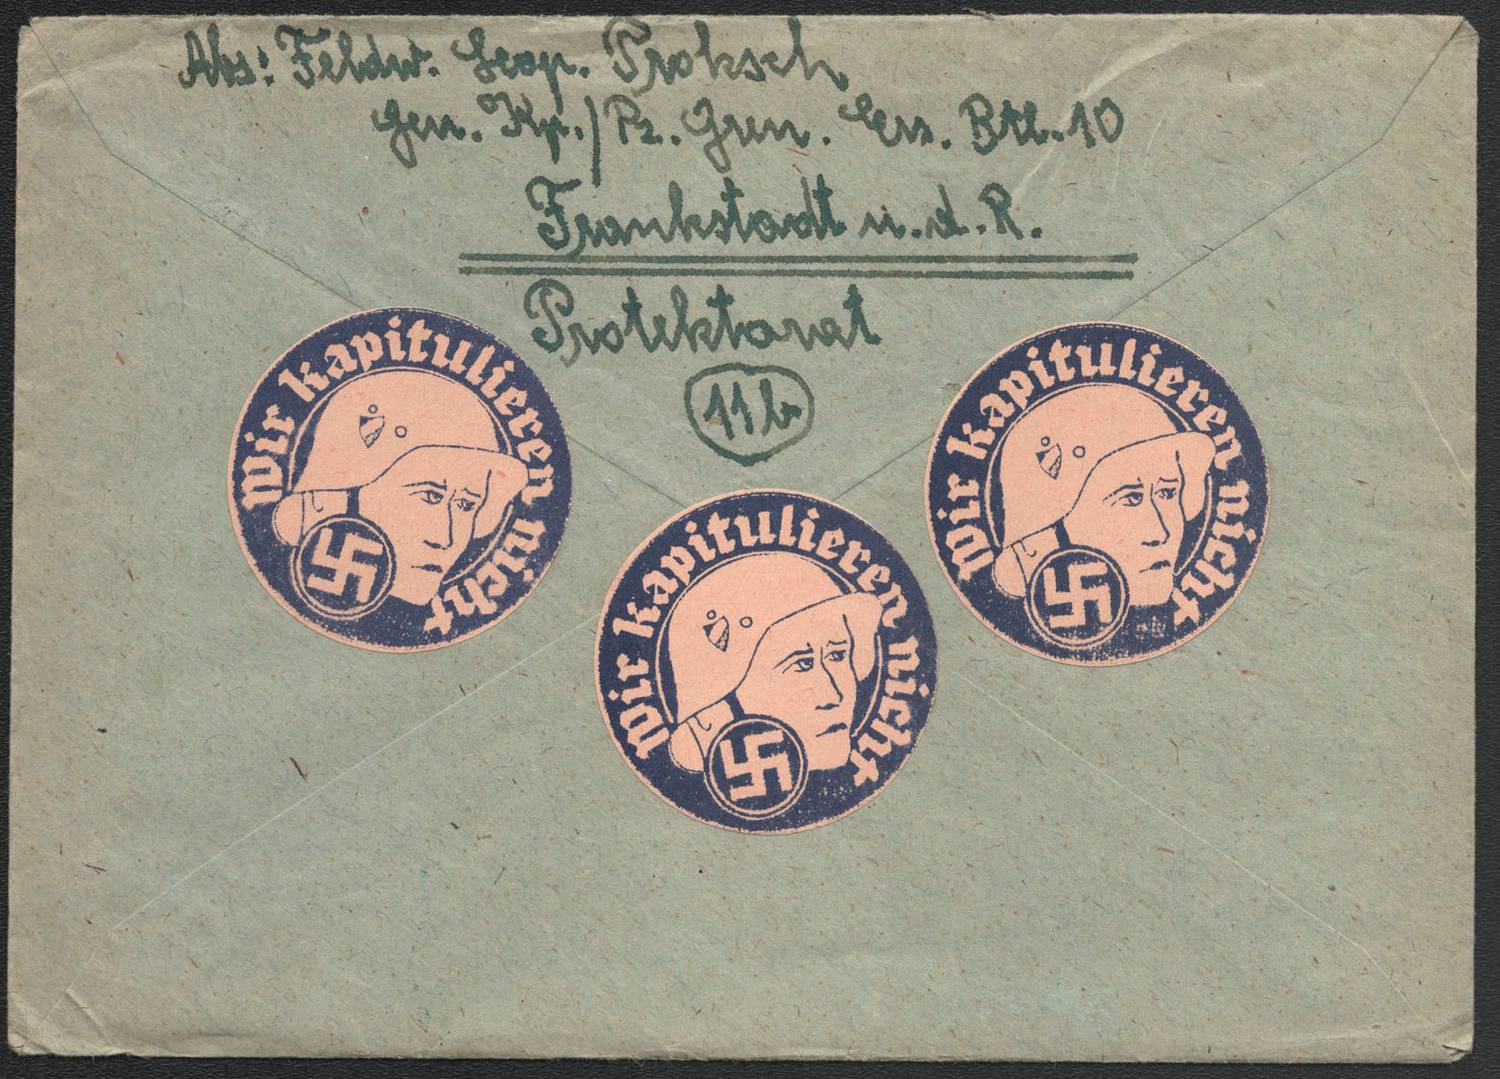 Abs: Feldw. Leop. Proksch
Gen. Kp./Pz. Gren. Ers. Btl. 10
Frankstadt u. d. R.
Protektorat
11b
Wir kapitulieren nicht
Wir kapitulieren nicht
Wir kapitulieren nicht